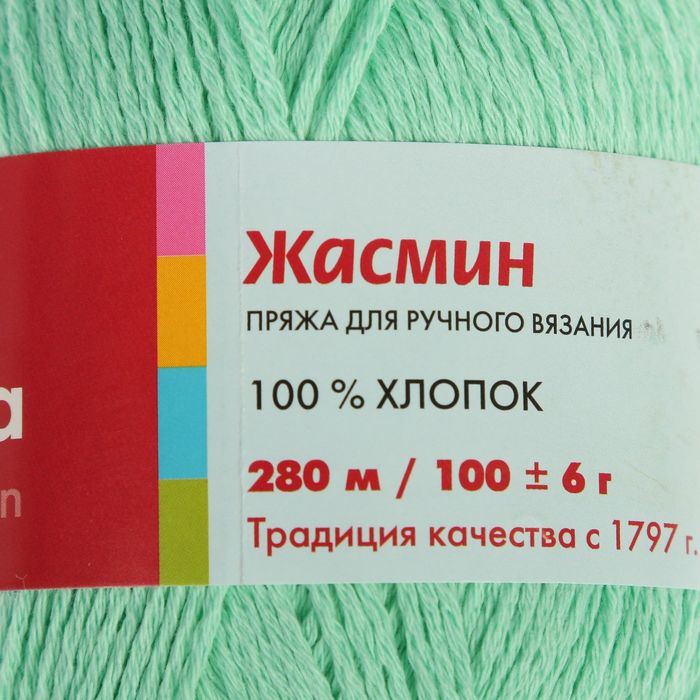 Жасмин
ПРЯЖА ДЛЯ РУЧНОГО ВЯЗАНИЯ
100 % ХЛОПОК
280 м / 100 ± 6 г
Традиция качества с 1797 г.